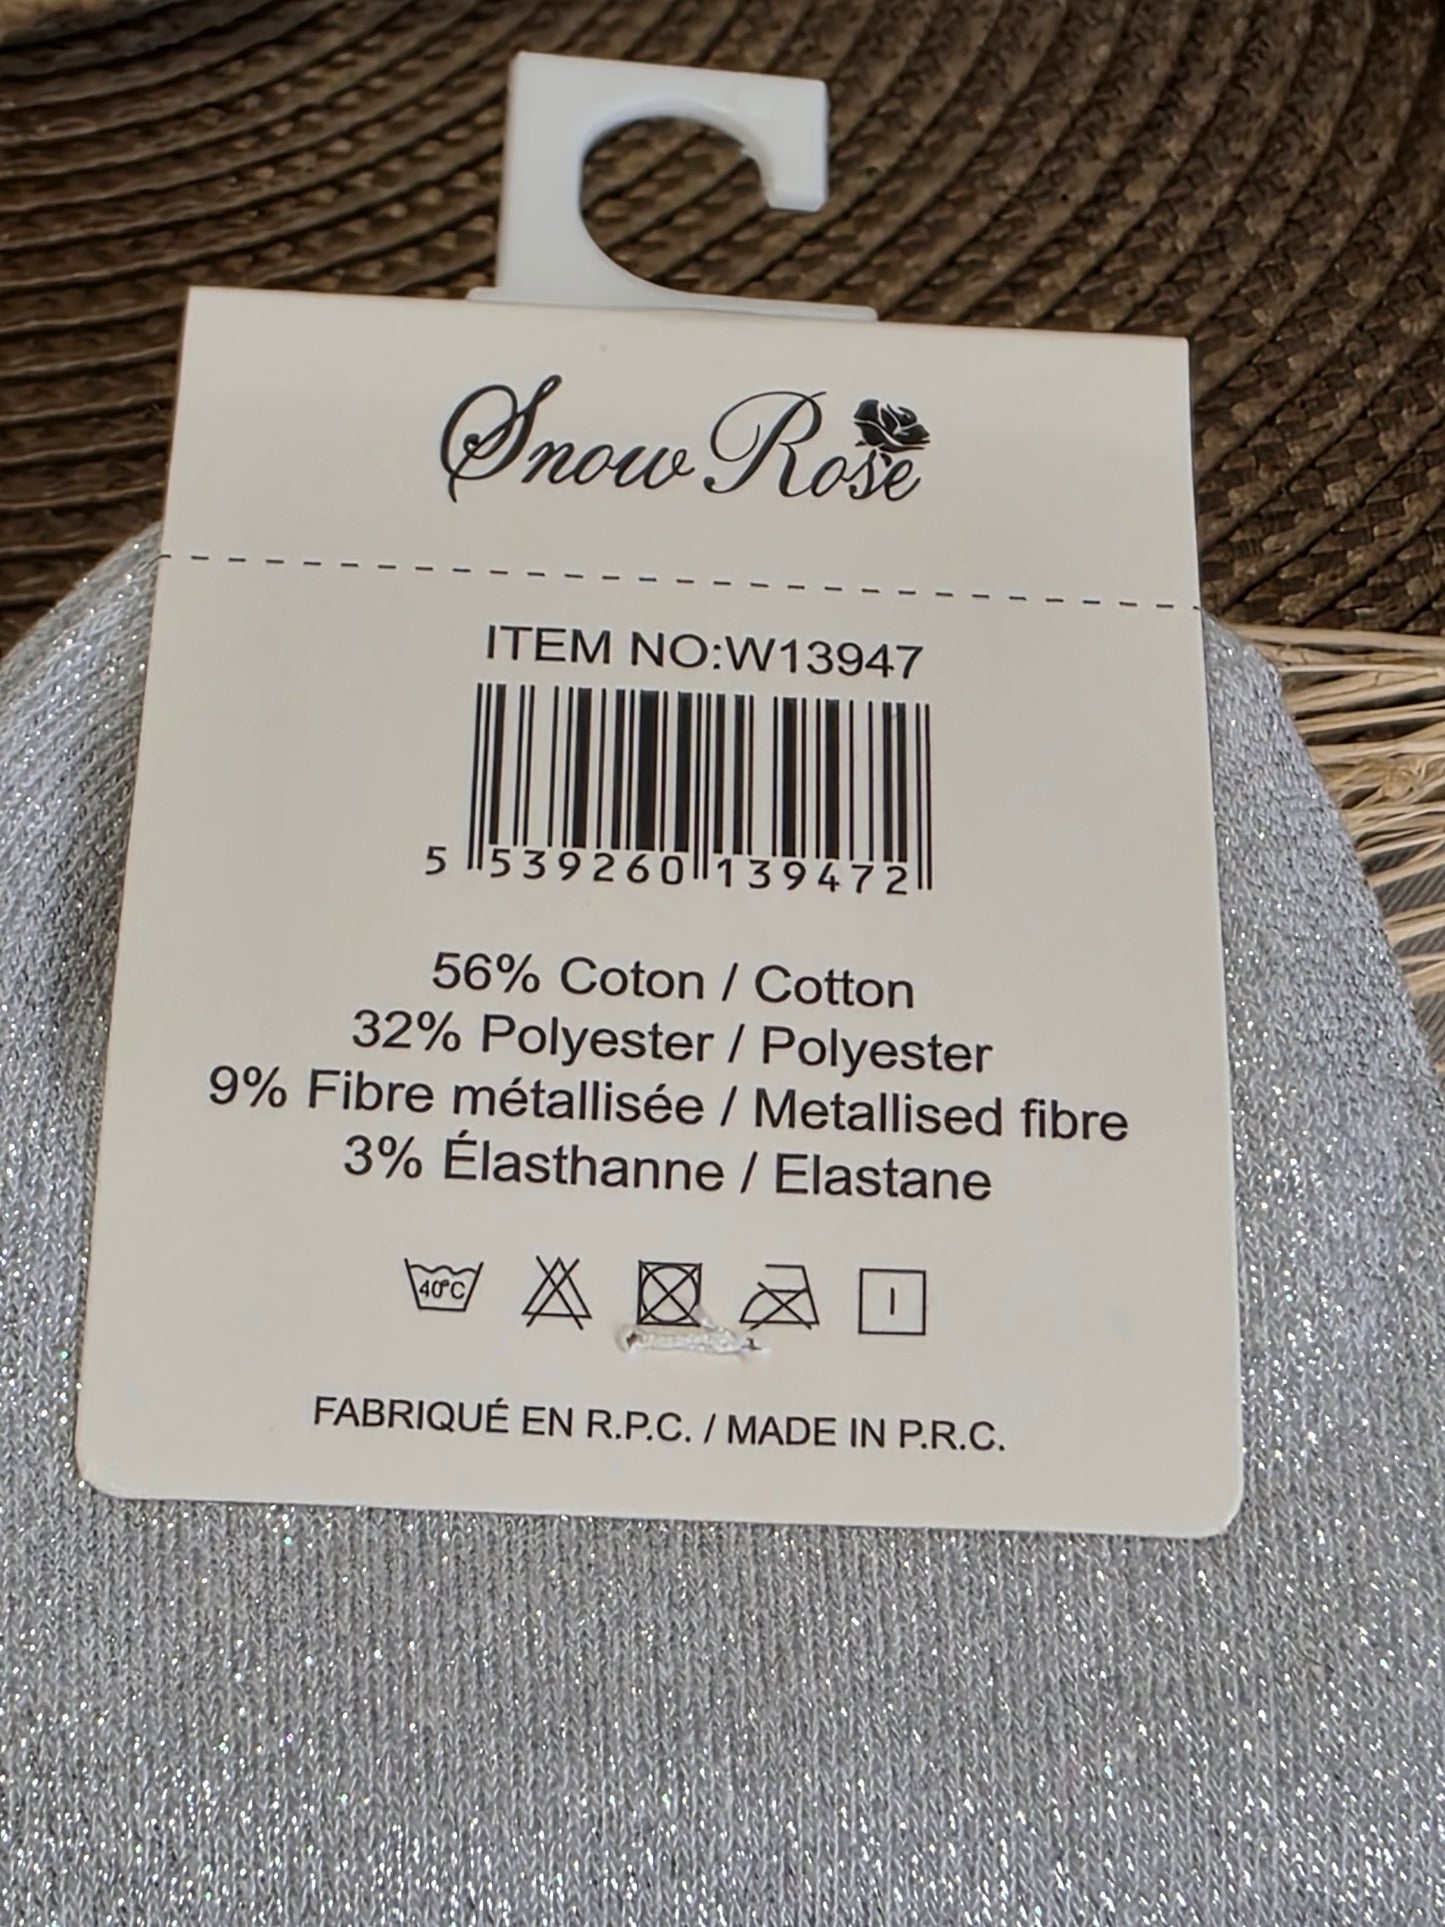 Snow Rose
ITEM NO:W13947
5 539260 139472
56% Coton / Cotton
32% Polyester / Polyester
9% Fibre métallisée / Metallised fibre
3% Élasthanne / Elastane
40°C
FABRIQUÉ EN R.P.C. / MADE IN P.R.C.